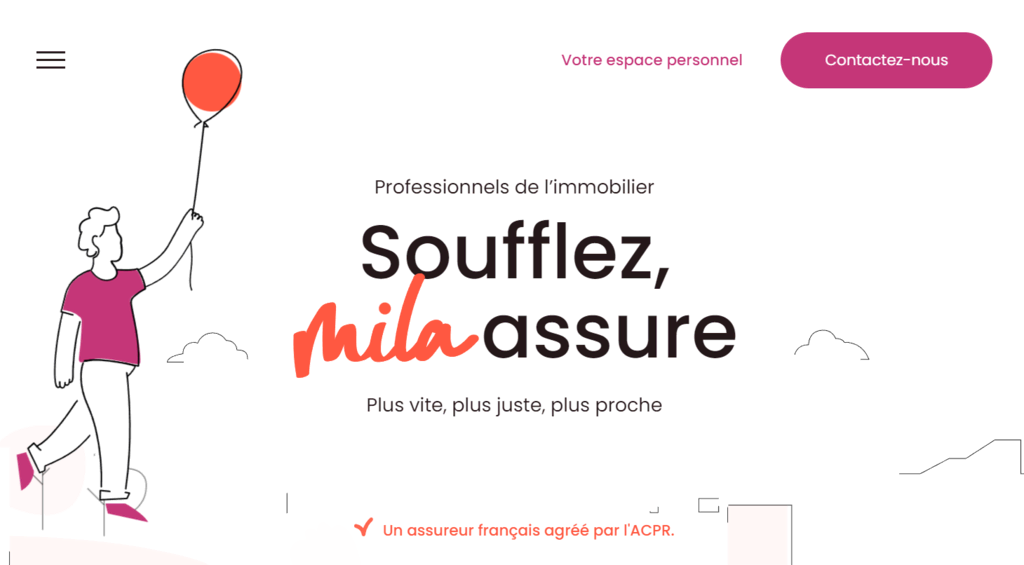 Votre espace personnel
Contactez-nous
Professionnels de l'immobilier
Soufflez,
mila assure
Plus vite, plus juste, plus proche
Un assureur français agréé par l'ACPR.